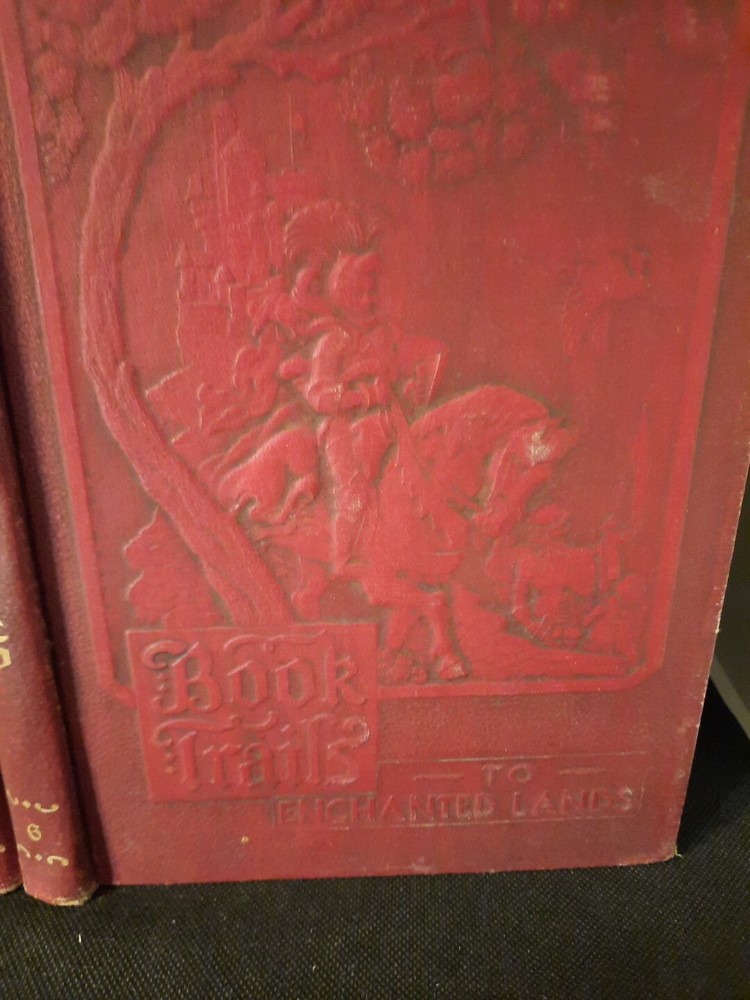 Book
Trails
— TO —
ENCHANTED LANDS
6